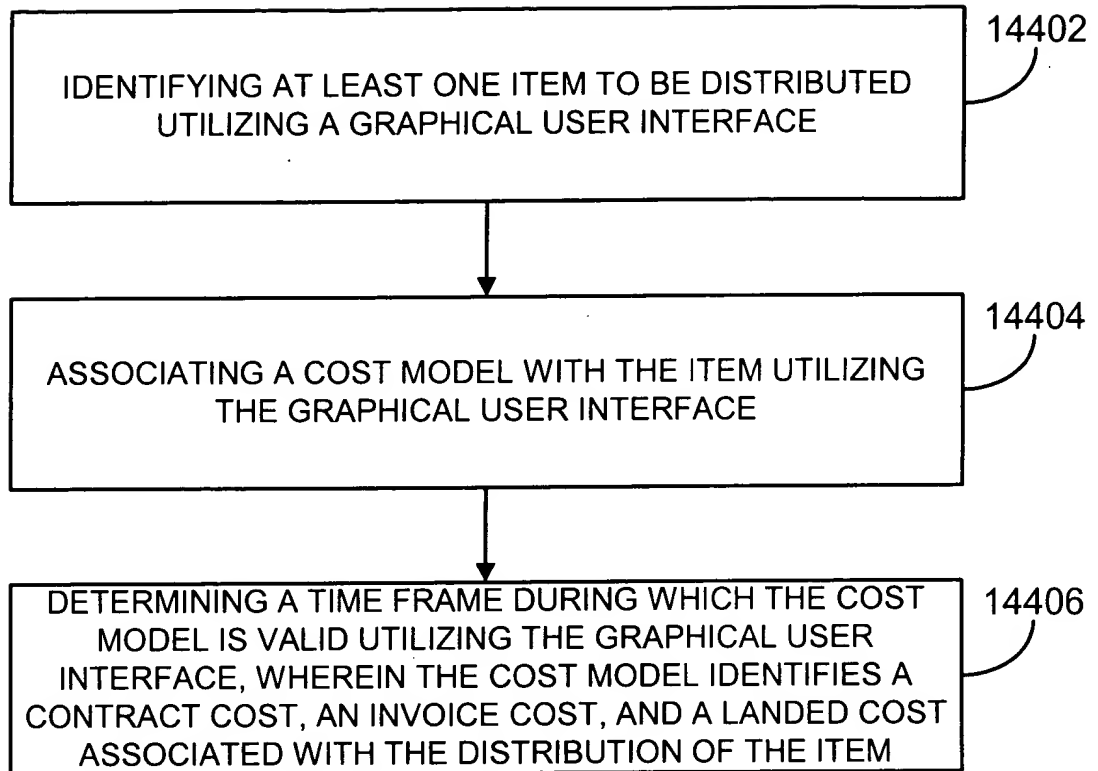 14402
IDENTIFYING AT LEAST ONE ITEM TO BE DISTRIBUTED
UTILIZING A GRAPHICAL USER INTERFACE
14404
ASSOCIATING A COST MODEL WITH THE ITEM UTILIZING
THE GRAPHICAL USER INTERFACE
14406
DETERMINING A TIME FRAME DURING WHICH THE COST
MODEL IS VALID UTILIZING THE GRAPHICAL USER
INTERFACE, WHEREIN THE COST MODEL IDENTIFIES A
CONTRACT COST, AN INVOICE COST, AND A LANDED COST
ASSOCIATED WITH THE DISTRIBUTION OF THE ITEM